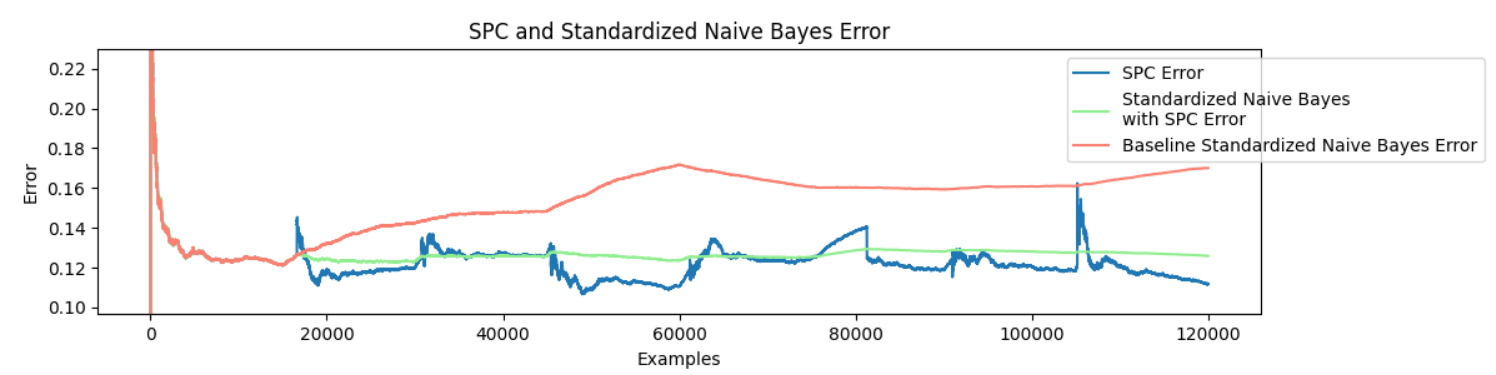 SPC and Standardized Naive Bayes Error
SPC Error
Standardized Naive Bayes
with SPC Error
Baseline Standardized Naive Bayes Error
Error
0.22
0.20
0.18
0.16
0.14
0.12
0.10
0 20000 40000 60000 80000 100000 120000
Examples